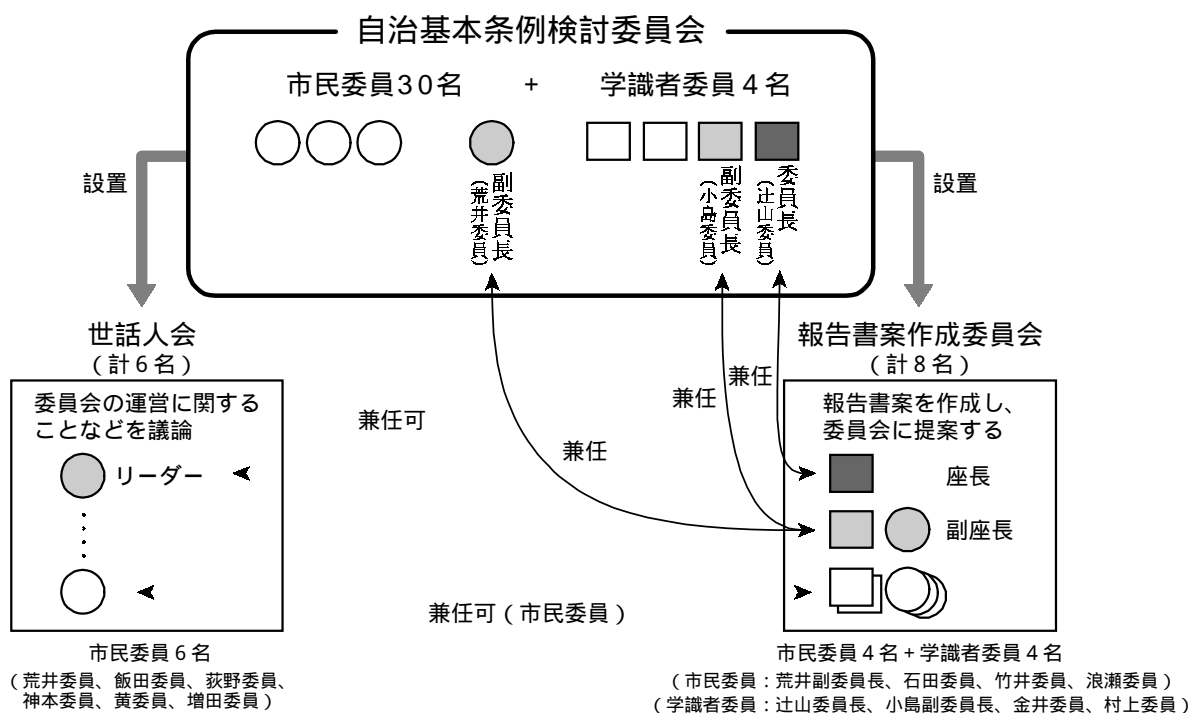 自治基本条例検討委員会
市民委員30名 + 学識者委員4名
副委員長
(荒井委員)
副委員長
(小島委員)
委員長
(辻山委員)
設置
設置
世話人会
(計6名)
委員会の運営に関する
ことなどを議論
リーダー
市民委員6名
(荒井委員、飯田委員、荻野委員、
神本委員、黄委員、増田委員)
兼任可
兼任
兼任
兼任
兼任可(市民委員)
報告書案作成委員会
(計8名)
報告書案を作成し、
委員会に提案する
座長
副座長
市民委員4名+学識者委員4名
(市民委員:荒井副委員長、石田委員、竹井委員、浪瀬委員)
(学識者委員:辻山委員長、小島副委員長、金井委員、村上委員)